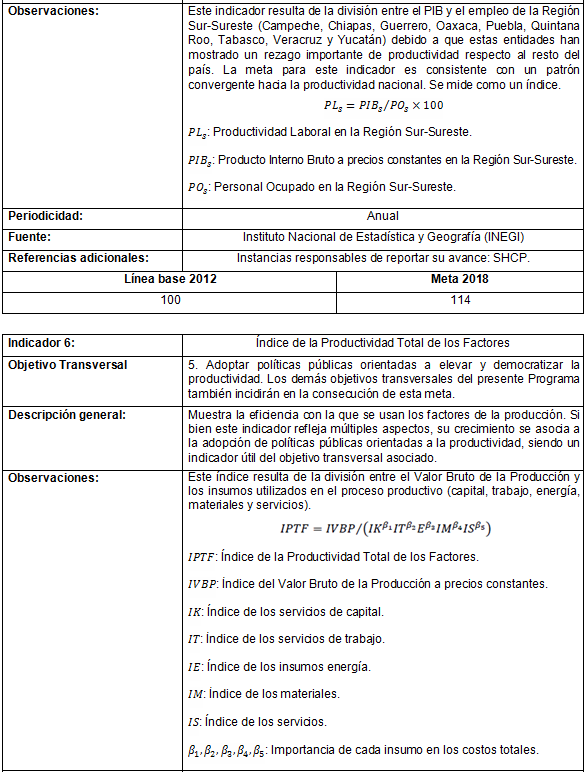 Observaciones:
Este indicador resulta de la división entre el PIB y el empleo de la Región
Sur-Sureste (Campeche, Chiapas, Guerrero, Oaxaca, Puebla, Quintana
Roo, Tabasco, Veracruz y Yucatán) debido a que estas entidades han
mostrado un rezago importante de productividad respecto al resto del
país. La meta para este indicador es consistente con un patrón
convergente hacia la productividad nacional. Se mide como un índice.
PLₛ = PIBₛ/POₛ × 100
PLₛ: Productividad Laboral en la Región Sur-Sureste.
PIBₛ: Producto Interno Bruto a precios constantes en la Región Sur-Sureste.
POₛ: Personal Ocupado en la Región Sur-Sureste.
Periodicidad: Anual
Fuente: Instituto Nacional de Estadística y Geografía (INEGI)
Referencias adicionales: Instancias responsables de reportar su avance: SHCP.
Línea base 2012 Meta 2018
100 114
Indicador 6: Índice de la Productividad Total de los Factores
Objetivo Transversal
5. Adoptar políticas públicas orientadas a elevar y democratizar la
productividad. Los demás objetivos transversales del presente Programa
también incidirán en la consecución de esta meta.
Descripción general:
Muestra la eficiencia con la que se usan los factores de la producción. Si
bien este indicador refleja múltiples aspectos, su crecimiento se asocia a
la adopción de políticas públicas orientadas a la productividad, siendo un
indicador útil del objetivo transversal asociado.
Observaciones:
Este índice resulta de la división entre el Valor Bruto de la Producción y
los insumos utilizados en el proceso productivo (capital, trabajo, energía,
materiales y servicios).
IPTF = IVBP/(IK^β₁IT^β₂E^β₃IM^β₄IS^β₅)
IPTF: Índice de la Productividad Total de los Factores.
IVBP: Índice del Valor Bruto de la Producción a precios constantes.
IK: Índice de los servicios de capital.
IT: Índice de los servicios de trabajo.
IE: Índice de los insumos energía.
IM: Índice de los materiales.
IS: Índice de los servicios.
β₁, β₂, β₃, β₄, β₅: Importancia de cada insumo en los costos totales.